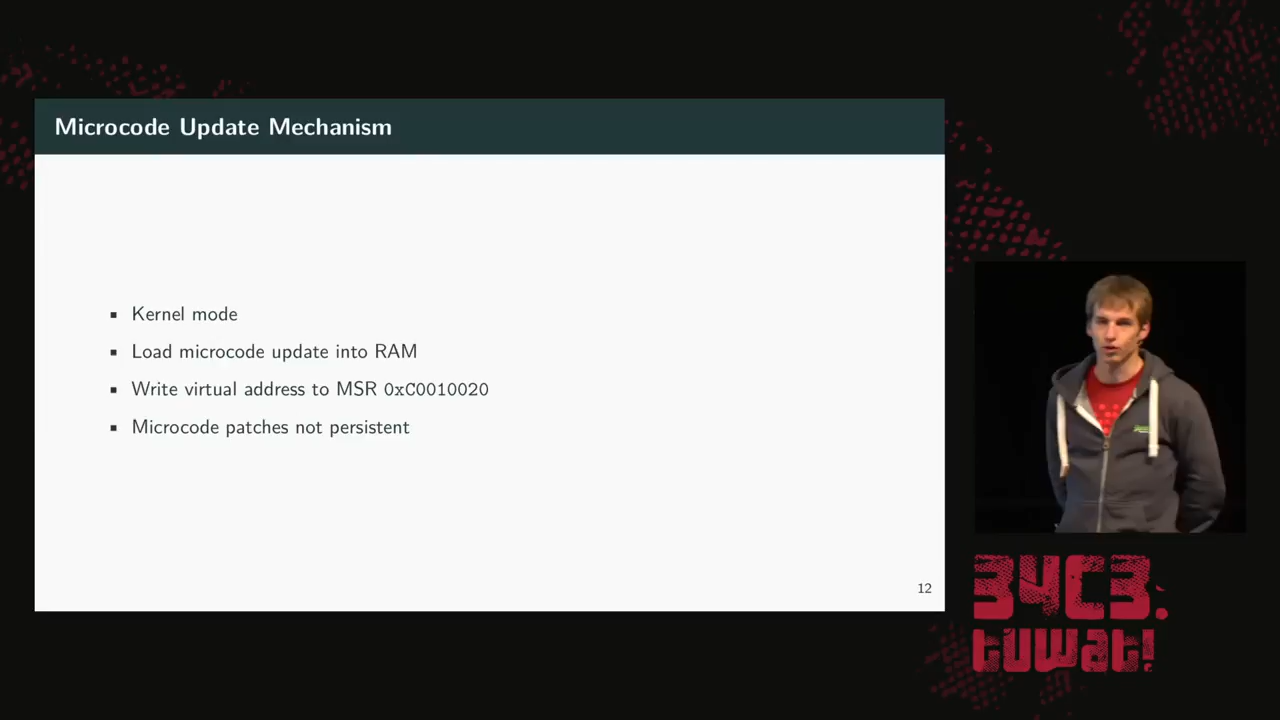 Microcode Update Mechanism
Kernel mode
Load microcode update into RAM
Write virtual address to MSR 0xC0010020
Microcode patches not persistent
12
34C3.
tuwat!